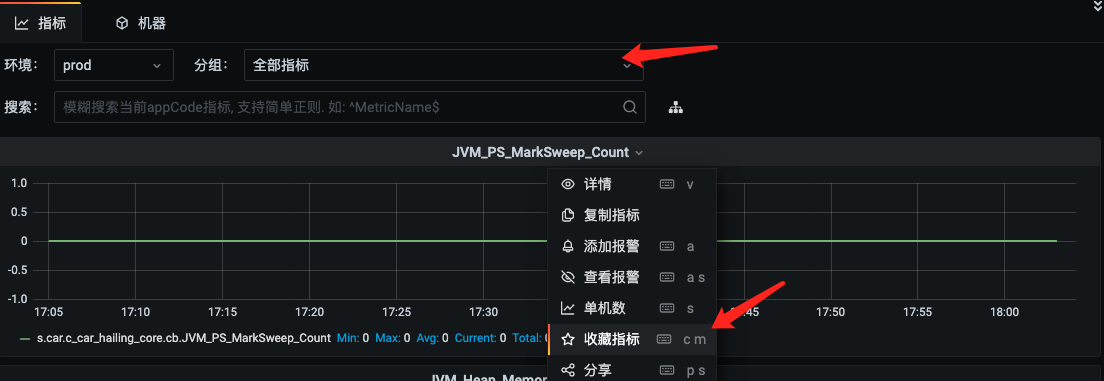 指标 机器
环境: prod 分组: 全部指标
搜索: 模糊搜索当前appCode指标, 支持简单正则. 如: ^MetricName$
JVM_PS_MarkSweep_Count
1.0
0.5
0
-0.5
-1.0
17:05 17:10 17:15 17:20 17:25 17:30 :45 17:50 17:55 18:00
s.car.c_car_hailing_core.cb.JVM_PS_MarkSweep_Count Min: 0 Max: 0 Avg: 0 Current: 0 Total:
详情 v
复制指标
添加报警 a
查看报警 a s
单机数 s
收藏指标 c m
分享 p s
JVM_Heap_Memor